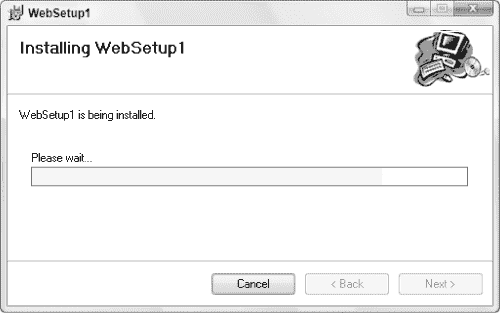 WebSetup1
Installing WebSetup1
WebSetup1 is being installed.
Please wait...
Cancel
< Back
Next >